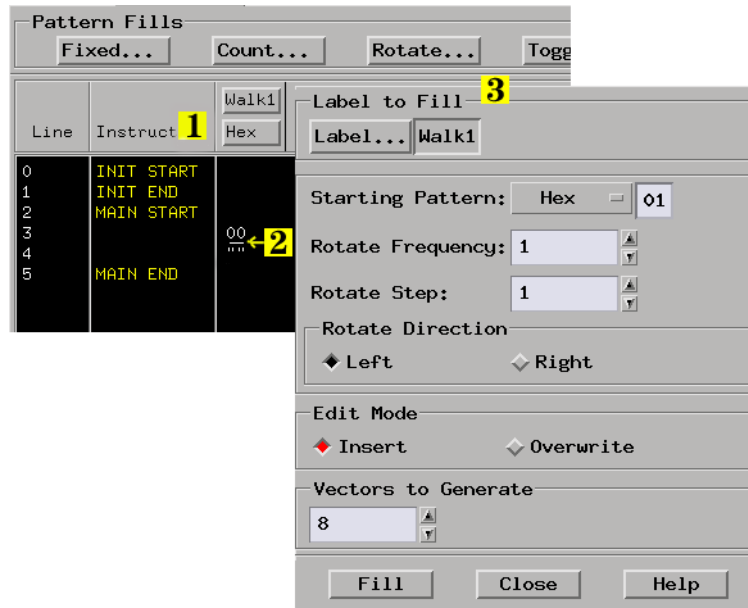 Pattern Fills
Fixed... Count... Rotate... Togg
Line Instruct 1 Walk1
Hex
0 INIT START
1 INIT END
2 MAIN START
3 00 ←2
4 ""
5 MAIN END
3
Label to Fill
Label... Walk1
Starting Pattern: Hex 01
Rotate Frequency: 1
Rotate Step: 1
Rotate Direction
Left Right
Edit Mode
Insert Overwrite
Vectors to Generate
8
Fill Close Help